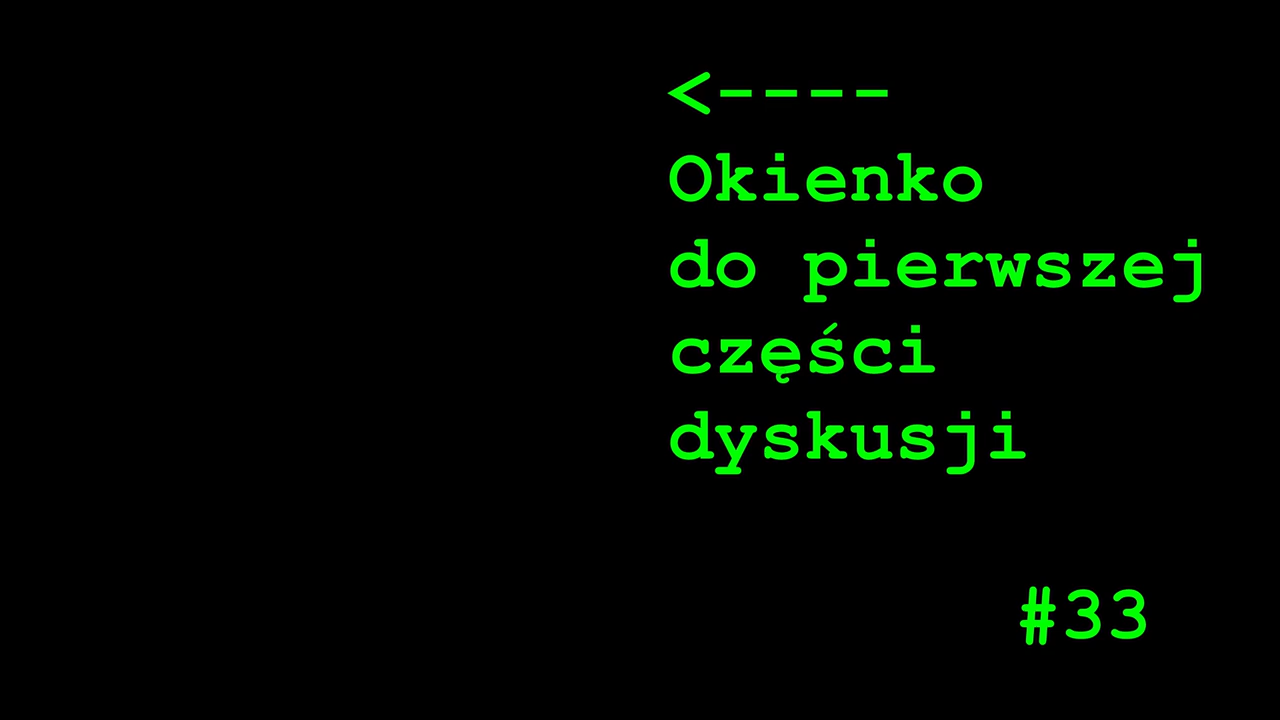 <----
Okienko
do pierwszej
części
dyskusji
#33